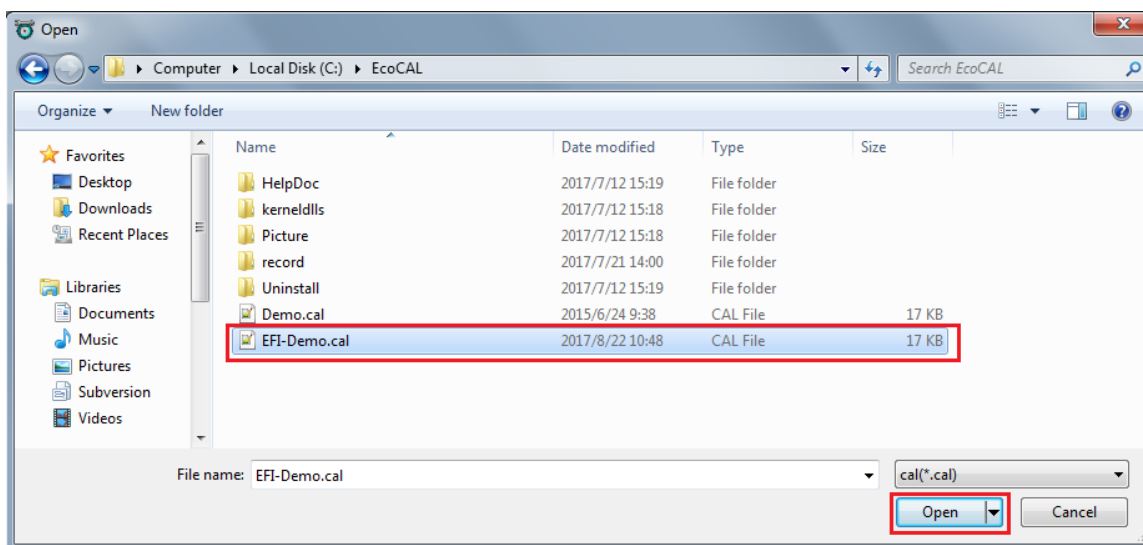 Open
Computer Local Disk (C:) EcoCAL Search EcoCAL
Organize New folder
Name Date modified Type Size
Favorites
Desktop
Downloads
Recent Places
Libraries
Documents
Music
Pictures
Subversion
Videos
HelpDoc 2017/7/12 15:19 File folder
kerneldlls 2017/7/12 15:18 File folder
Picture 2017/7/12 15:18 File folder
record 2017/7/21 14:00 File folder
Uninstall 2017/7/12 15:19 File folder
Demo.cal 2015/6/24 9:38 CAL File 17 KB
EFI-Demo.cal 2017/8/22 10:48 CAL File 17 KB
File name: EFI-Demo.cal cal(*.cal)
Open Cancel